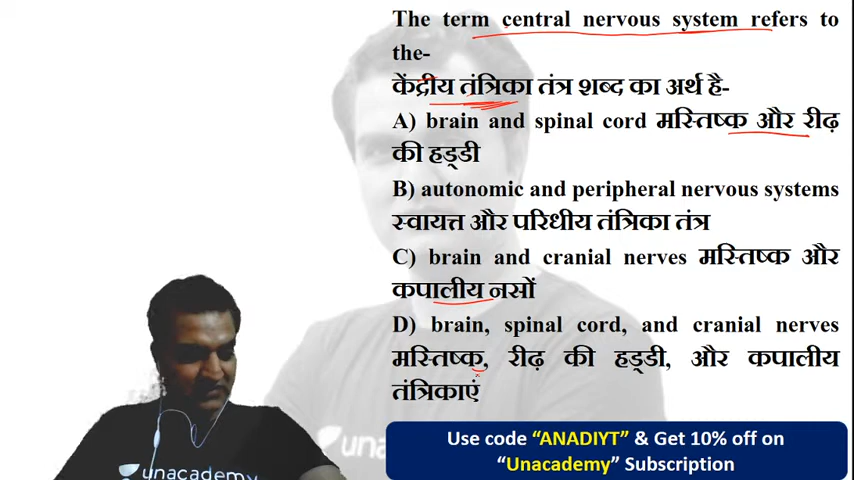 The term central nervous system refers to
the-
केंद्रीय तंत्रिका तंत्र शब्द का अर्थ है-
A) brain and spinal cord मस्तिष्क और रीढ़
की हड्डी
B) autonomic and peripheral nervous systems
स्वायत्त और परिधीय तंत्रिका तंत्र
C) brain and cranial nerves मस्तिष्क और
कपालीय नसों
D) brain, spinal cord, and cranial nerves
मस्तिष्क, रीढ़ की हड्डी, और कपालीय
तंत्रिकाएं
unacademy
una
Use code “ANADIYT” & Get 10% off on
“Unacademy” Subscription